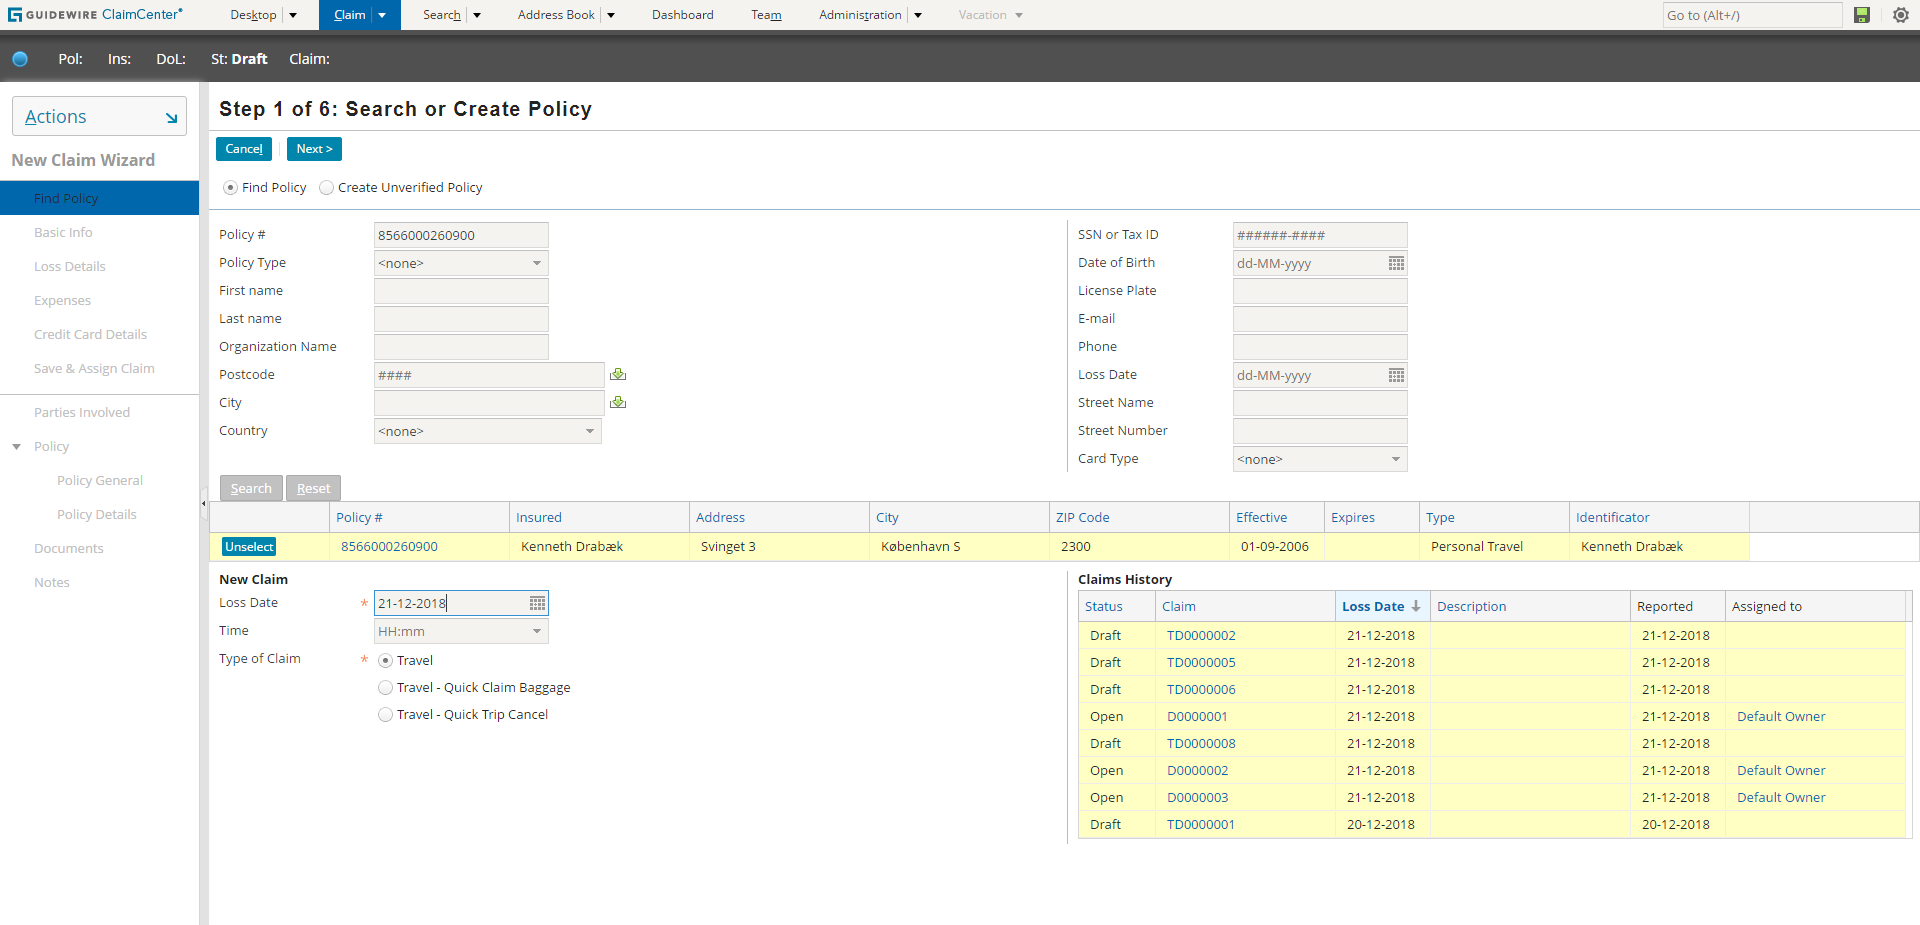 GUIDEWIRE ClaimCenter® Desktop Claim Search Address Book Dashboard Team Administration Vacation Go to (Alt+/)
Pol: Ins: DoL: St: Draft Claim:
Actions
New Claim Wizard
Find Policy
Basic Info
Loss Details
Expenses
Credit Card Details
Save & Assign Claim
Parties Involved
Policy
Policy General
Policy Details
Documents
Notes
Step 1 of 6: Search or Create Policy
Cancel Next >
Find Policy Create Unverified Policy
Policy # 8566000260900
Policy Type <none>
First name
Last name
Organization Name
Postcode ####
City
Country <none>
SSN or Tax ID ######-####
Date of Birth dd-MM-yyyy
License Plate
E-mail
Phone
Loss Date dd-MM-yyyy
Street Name
Street Number
Card Type <none>
Search Reset
Policy # Insured Address City ZIP Code Effective Expires Type Identificator
Unselect 8566000260900 Kenneth Drabæk Svinget 3 København S 2300 01-09-2006 Personal Travel Kenneth Drabæk
New Claim
Loss Date * 21-12-2018
Time HH:mm
Type of Claim * Travel
Travel - Quick Claim Baggage
Travel - Quick Trip Cancel
Claims History
Status Claim Loss Date Description Reported Assigned to
Draft TD0000002 21-12-2018 21-12-2018
Draft TD0000005 21-12-2018 21-12-2018
Draft TD0000006 21-12-2018 21-12-2018
Open D0000001 21-12-2018 21-12-2018 Default Owner
Draft TD0000008 21-12-2018 21-12-2018
Open D0000002 21-12-2018 21-12-2018 Default Owner
Open D0000003 21-12-2018 21-12-2018 Default Owner
Draft TD0000001 20-12-2018 20-12-2018